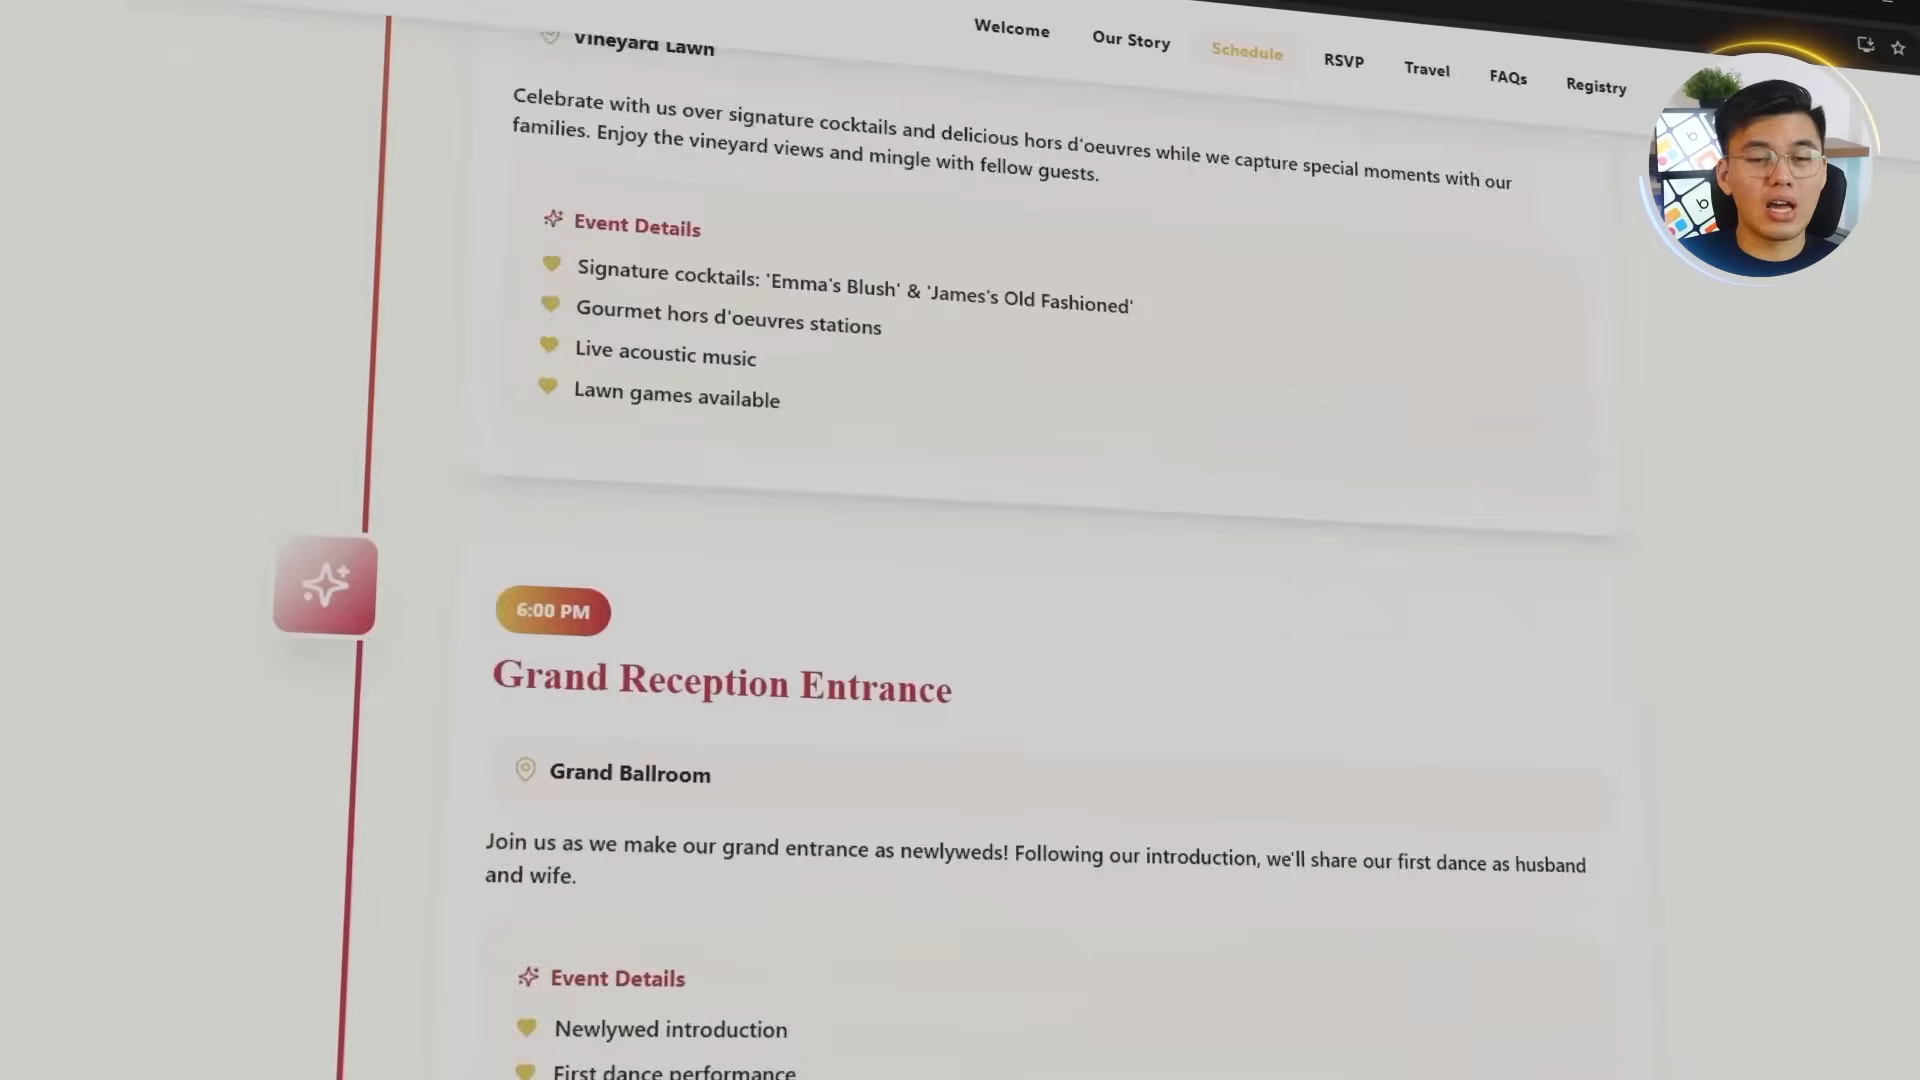 Welcome
Our Story
Schedule
RSVP
Travel
FAQs
Registry
Vineyard Lawn
Celebrate with us over signature cocktails and delicious hors d'oeuvres while we capture special moments with our
families. Enjoy the vineyard views and mingle with fellow guests.
Event Details
Signature cocktails: 'Emma's Blush' & 'James's Old Fashioned'
Gourmet hors d'oeuvres stations
Live acoustic music
Lawn games available
6:00 PM
Grand Reception Entrance
Grand Ballroom
Join us as we make our grand entrance as newlyweds! Following our introduction, we'll share our first dance as husband
and wife.
Event Details
Newlywed introduction
First dance performance
b
b